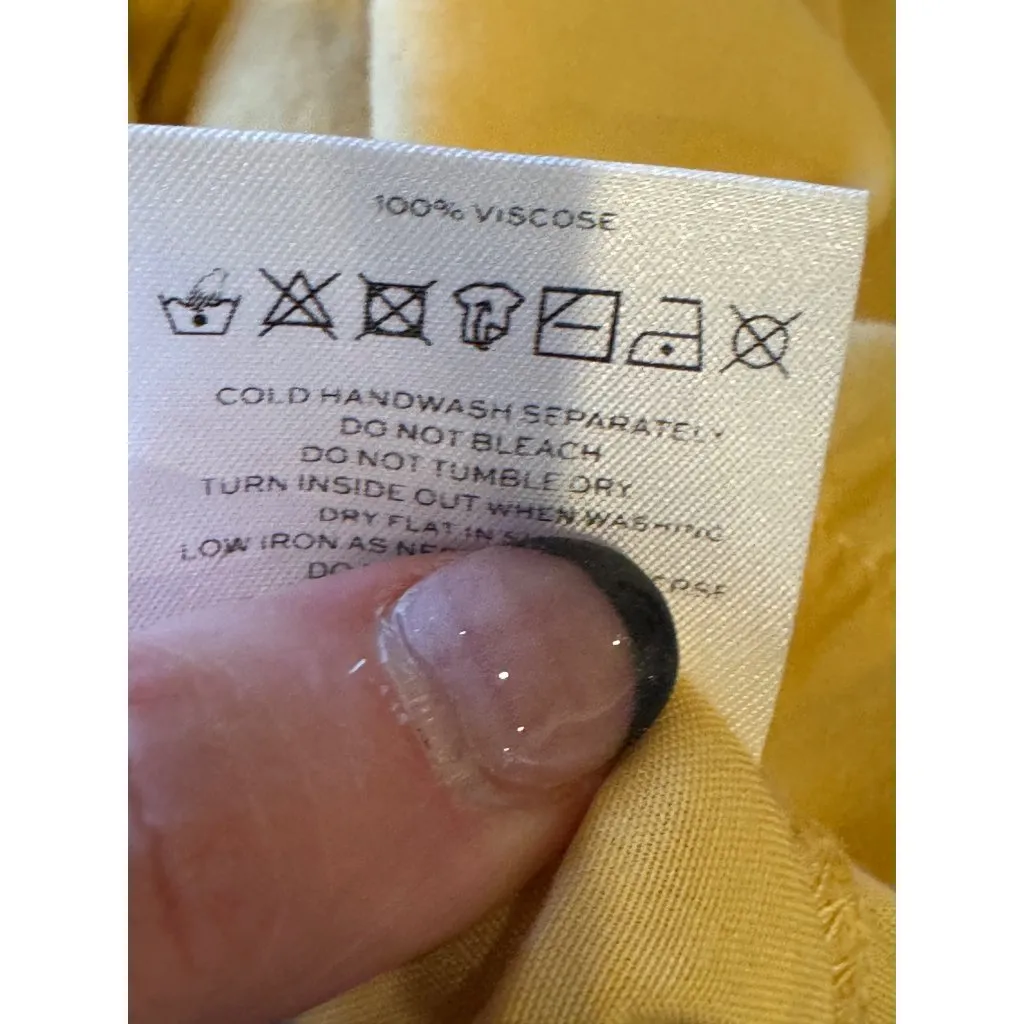 100% VISCOSE
COLD HANDWASH SEPARATELY
DO NOT BLEACH
DO NOT TUMBLE DRY
TURN INSIDE OUT WHEN WASHING
DRY FLAT IN
LOW IRON AS